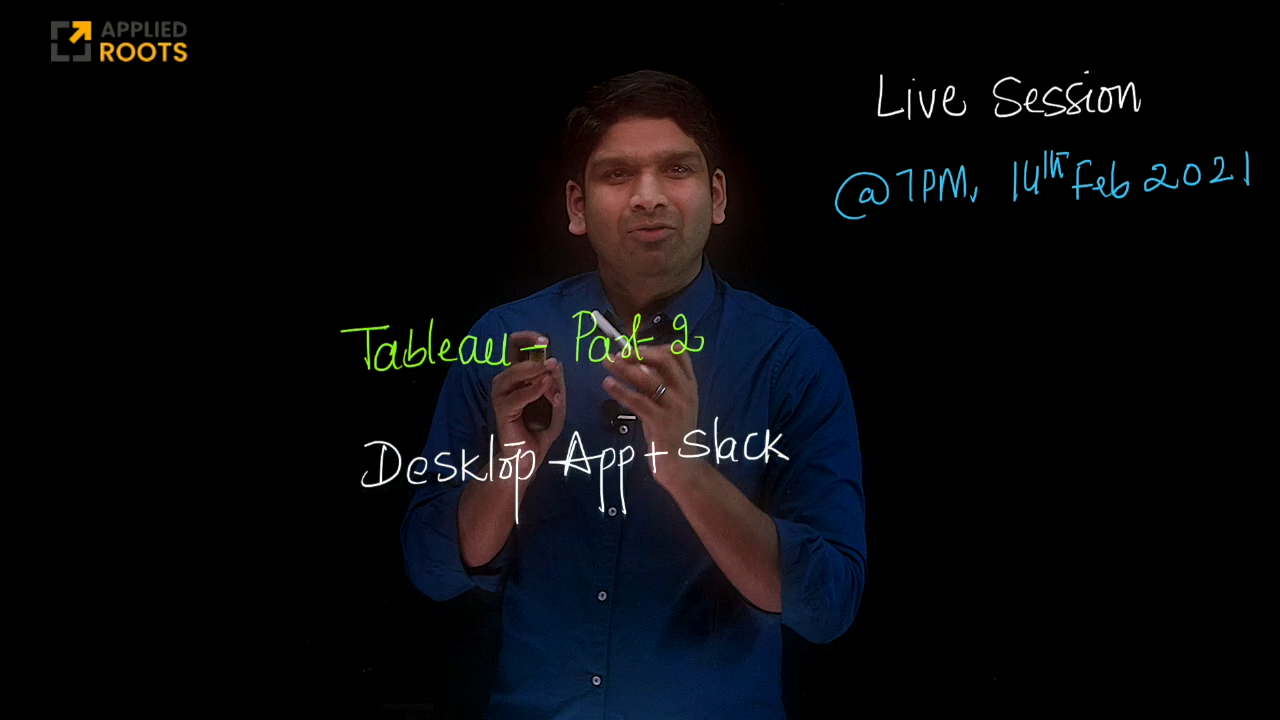 APPLIED
ROOTS
Live Session
@7PM, 14th Feb 2021
Tableau - Part 2
Desktop App + Slack